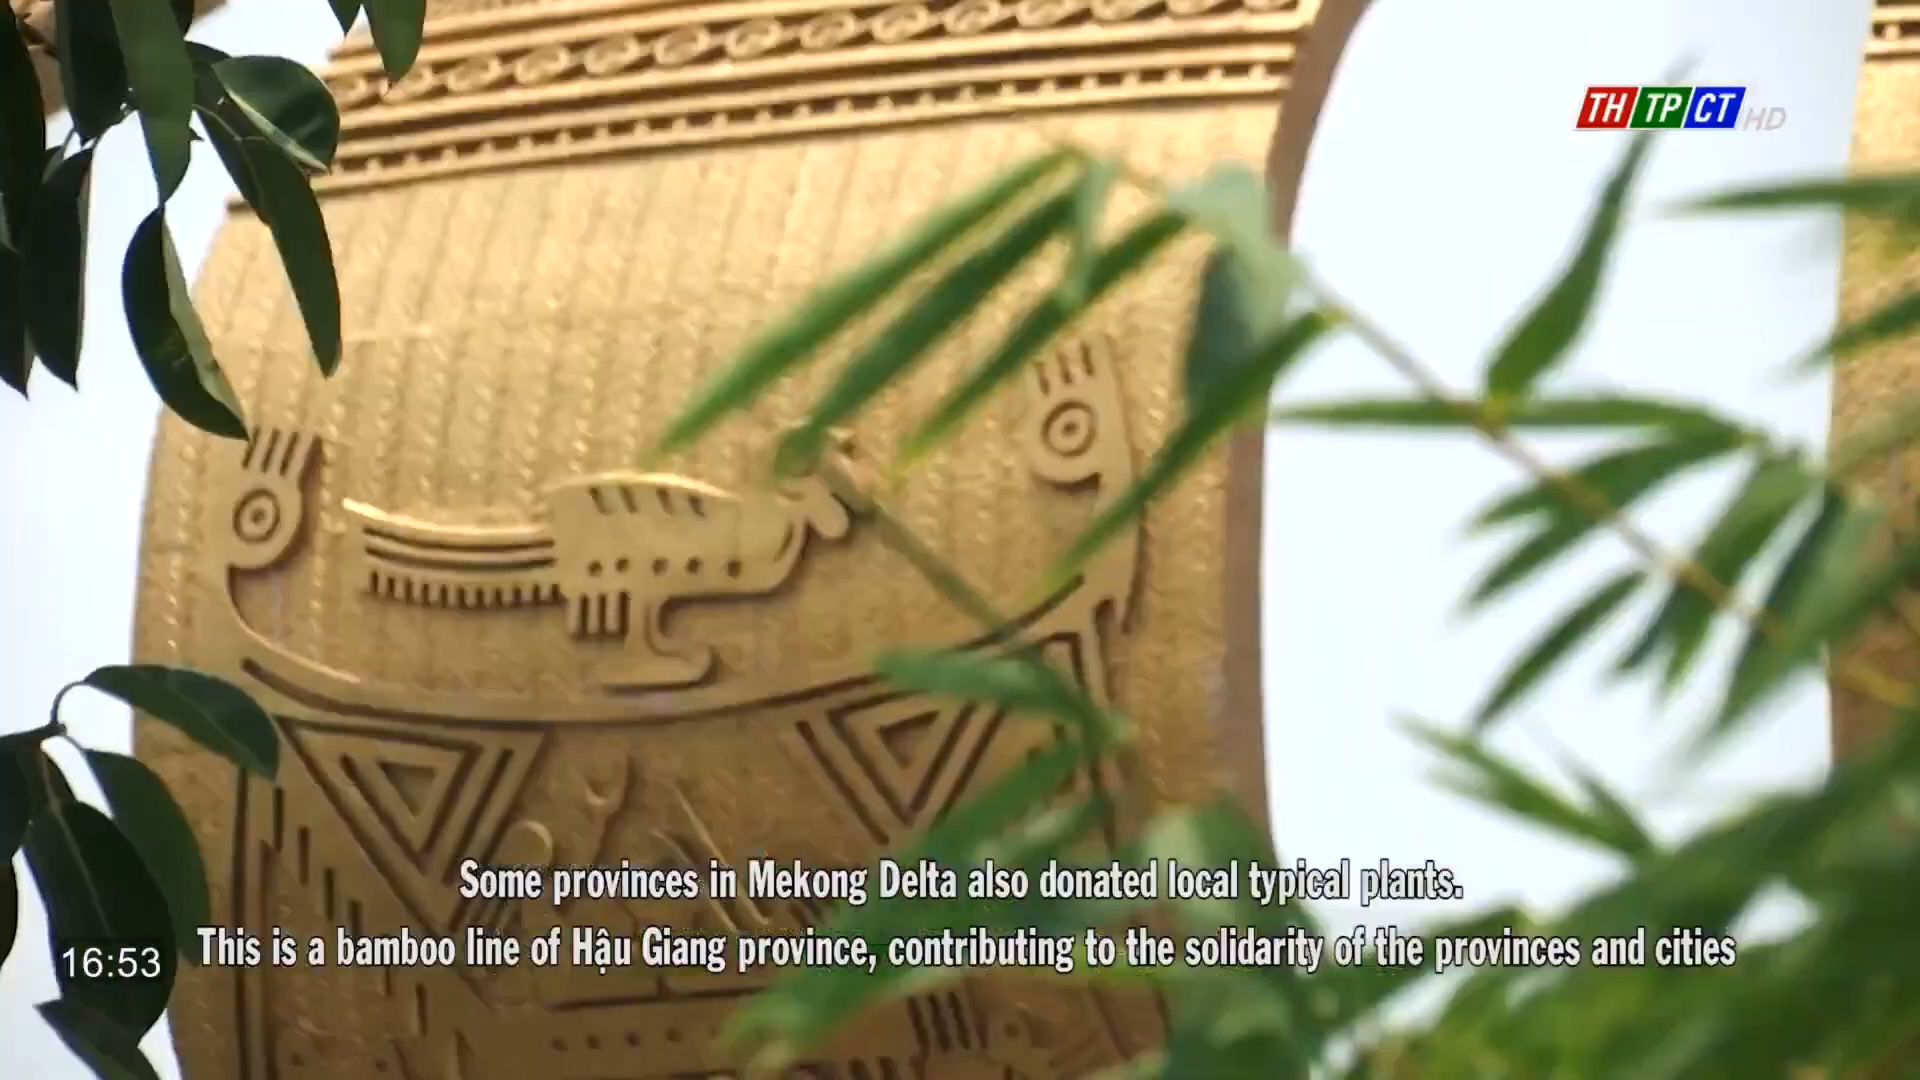 THTPCT HD
Some provinces in Mekong Delta also donated local typical plants.
This is a bamboo line of Hậu Giang province, contributing to the solidarity of the provinces and cities
16:53